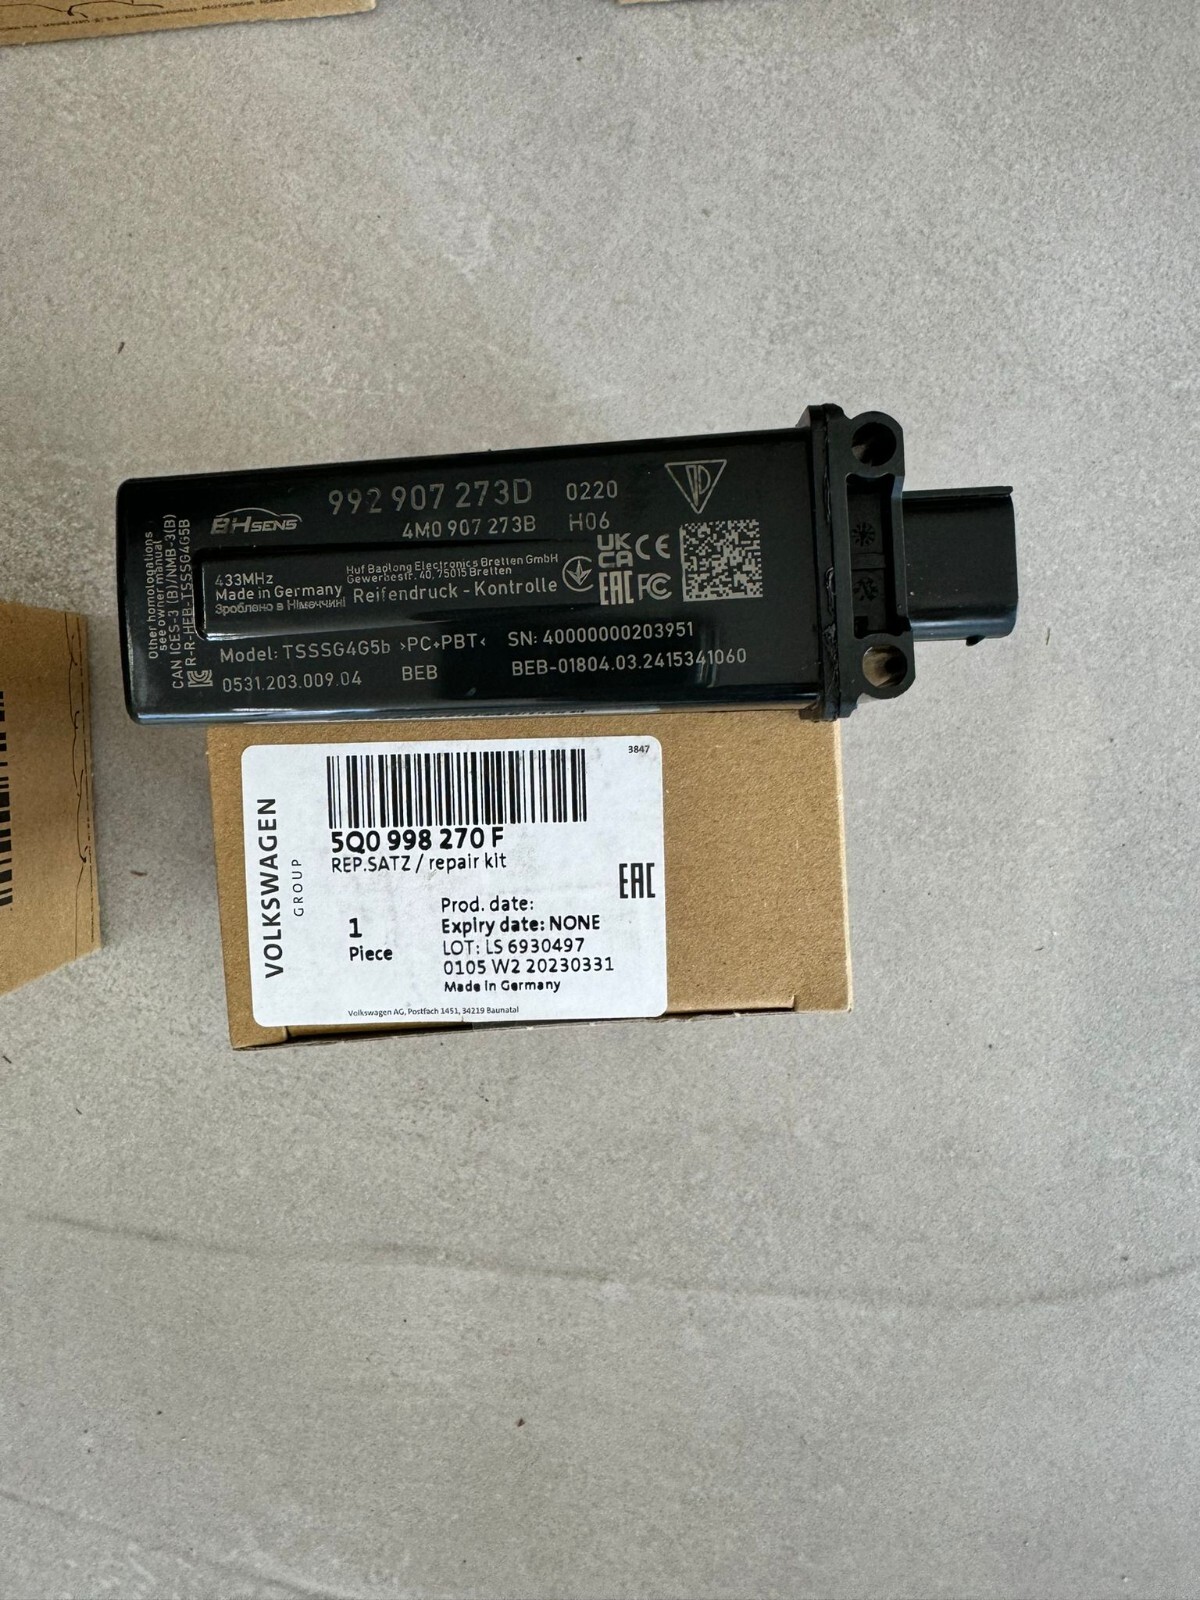 992 907 273D 0220
BHSENS
4M0 907 273B H06
Other homologations
see owner manual
CAN ICES-3 (B)/NMB-3(B)
R-R-HEB-TSSSG4G5B
433MHz
Made in Germany
Зроблено в Німеччині
Huf Baolong Electronics Bretten GmbH
Gewerbestr. 40, 75015 Bretten
Reifendruck - Kontrolle
UK
CA CE
EAC FC
Model: TSSSG4G5b >PC+PBT< SN: 40000000203951
0531.203.009.04 BEB BEB-01804.03.2415341060
3847
VOLKSWAGEN
GROUP
5Q0 998 270 F
REP.SATZ / repair kit
EAC
1
Piece
Prod. date:
Expiry date: NONE
LOT: LS 6930497
0105 W2 20230331
Made in Germany
Volkswagen AG, Postfach 1451, 34219 Baunatal